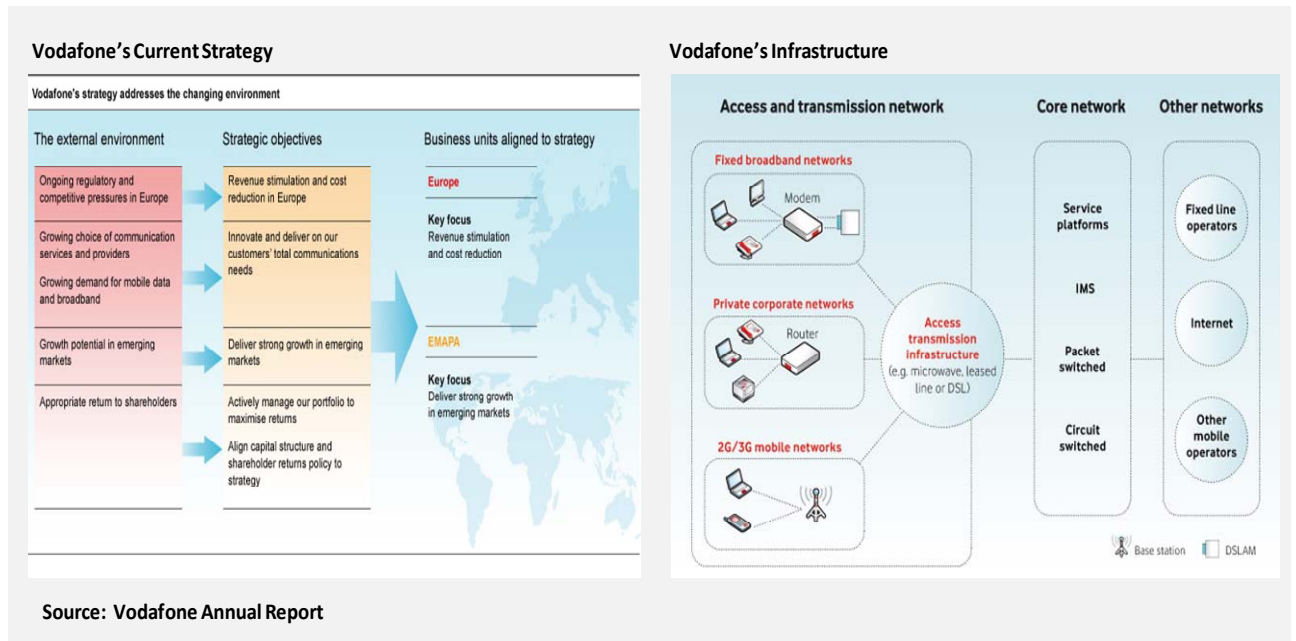 Vodafone's Current Strategy
Vodafone's strategy addresses the changing environment
The external environment
Strategic objectives
Business units aligned to strategy
Ongoing regulatory and
competitive pressures in Europe
Revenue stimulation and cost
reduction in Europe
Growing choice of communication
services and providers
Growing demand for mobile data
and broadband
Innovate and deliver on our
customers' total communications
needs
Growth potential in emerging
markets
Deliver strong growth in emerging
markets
Appropriate return to shareholders
Actively manage our portfolio to
maximise returns
Align capital structure and
shareholder returns policy to
strategy
Europe
Key focus
Revenue stimulation
and cost reduction
EMAPA
Key focus
Deliver strong growth
in emerging markets
Vodafone's Infrastructure
Access and transmission network
Core network
Other networks
Fixed broadband networks
Modem
Private corporate networks
Router
2G/3G mobile networks
Access
transmission
infrastructure
(e.g. microwave, leased
line or DSL)
Service
platforms
IMS
Packet
switched
Circuit
switched
Fixed line
operators
Internet
Other
mobile
operators
Base station
DSLAM
Source: Vodafone Annual Report